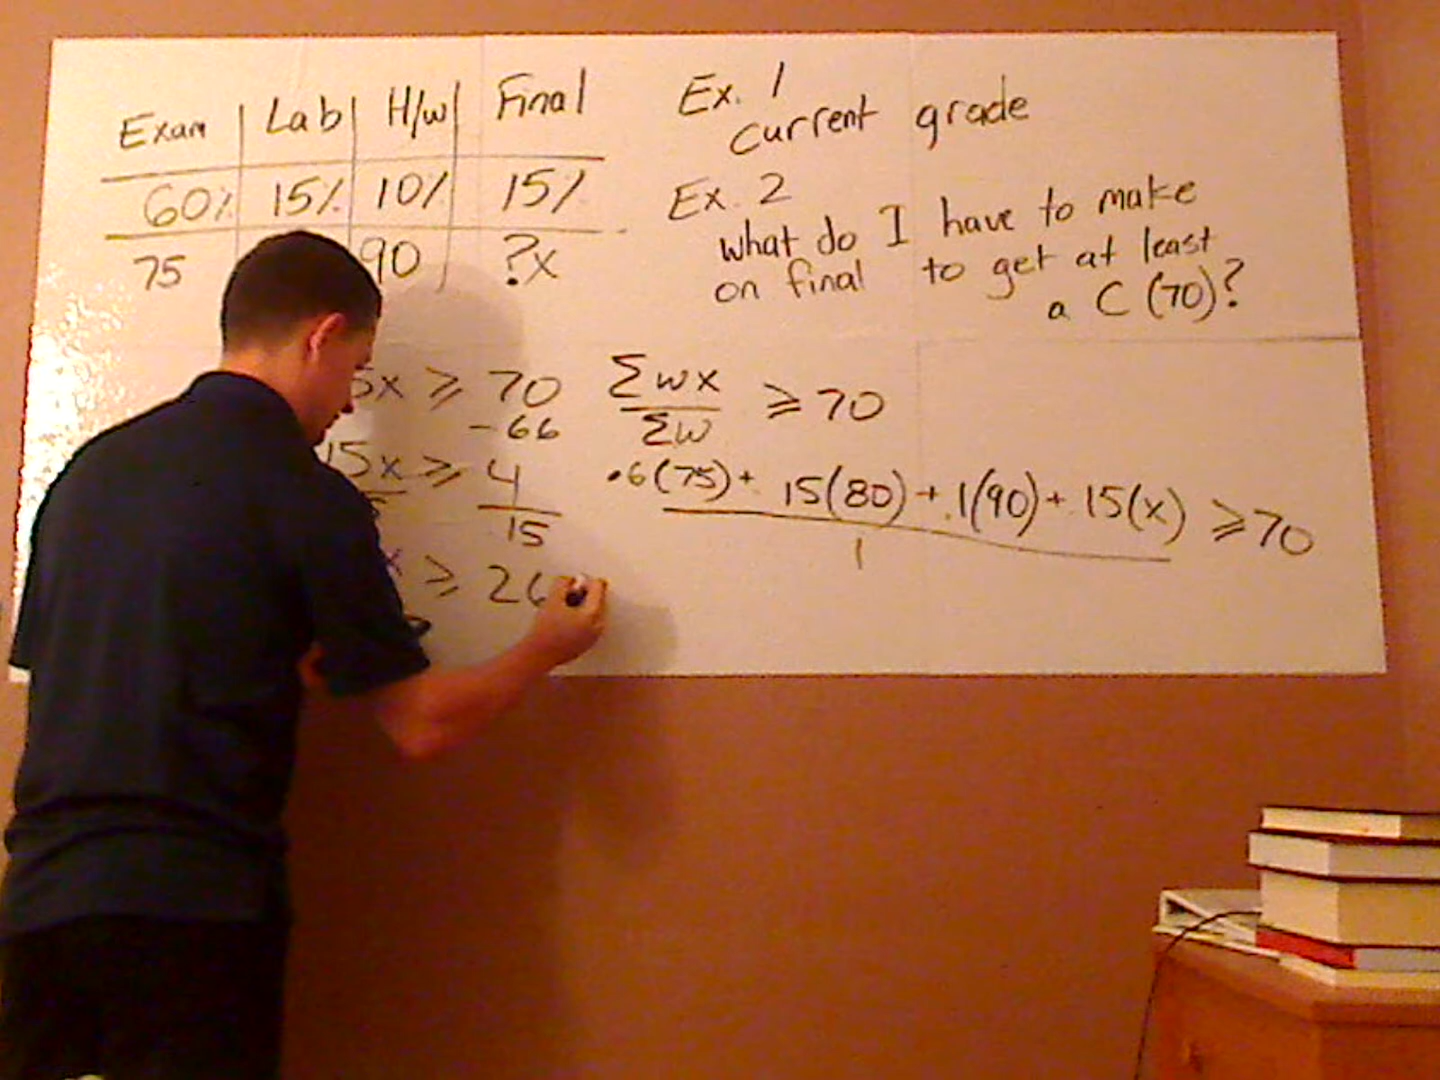 Exam Lab H/w Final
60% 15% 10% 15%
75 90 ?x
Ex. 1
current grade
Ex. 2
what do I have to make
on final to get at least
a C (70)?
5x ≥ 70
-66
15x ≥ 4
15
x ≥ 26
Σwx
Σw
≥ 70
.6(75) + .15(80) + .1(90) + .15(x) ≥ 70
1